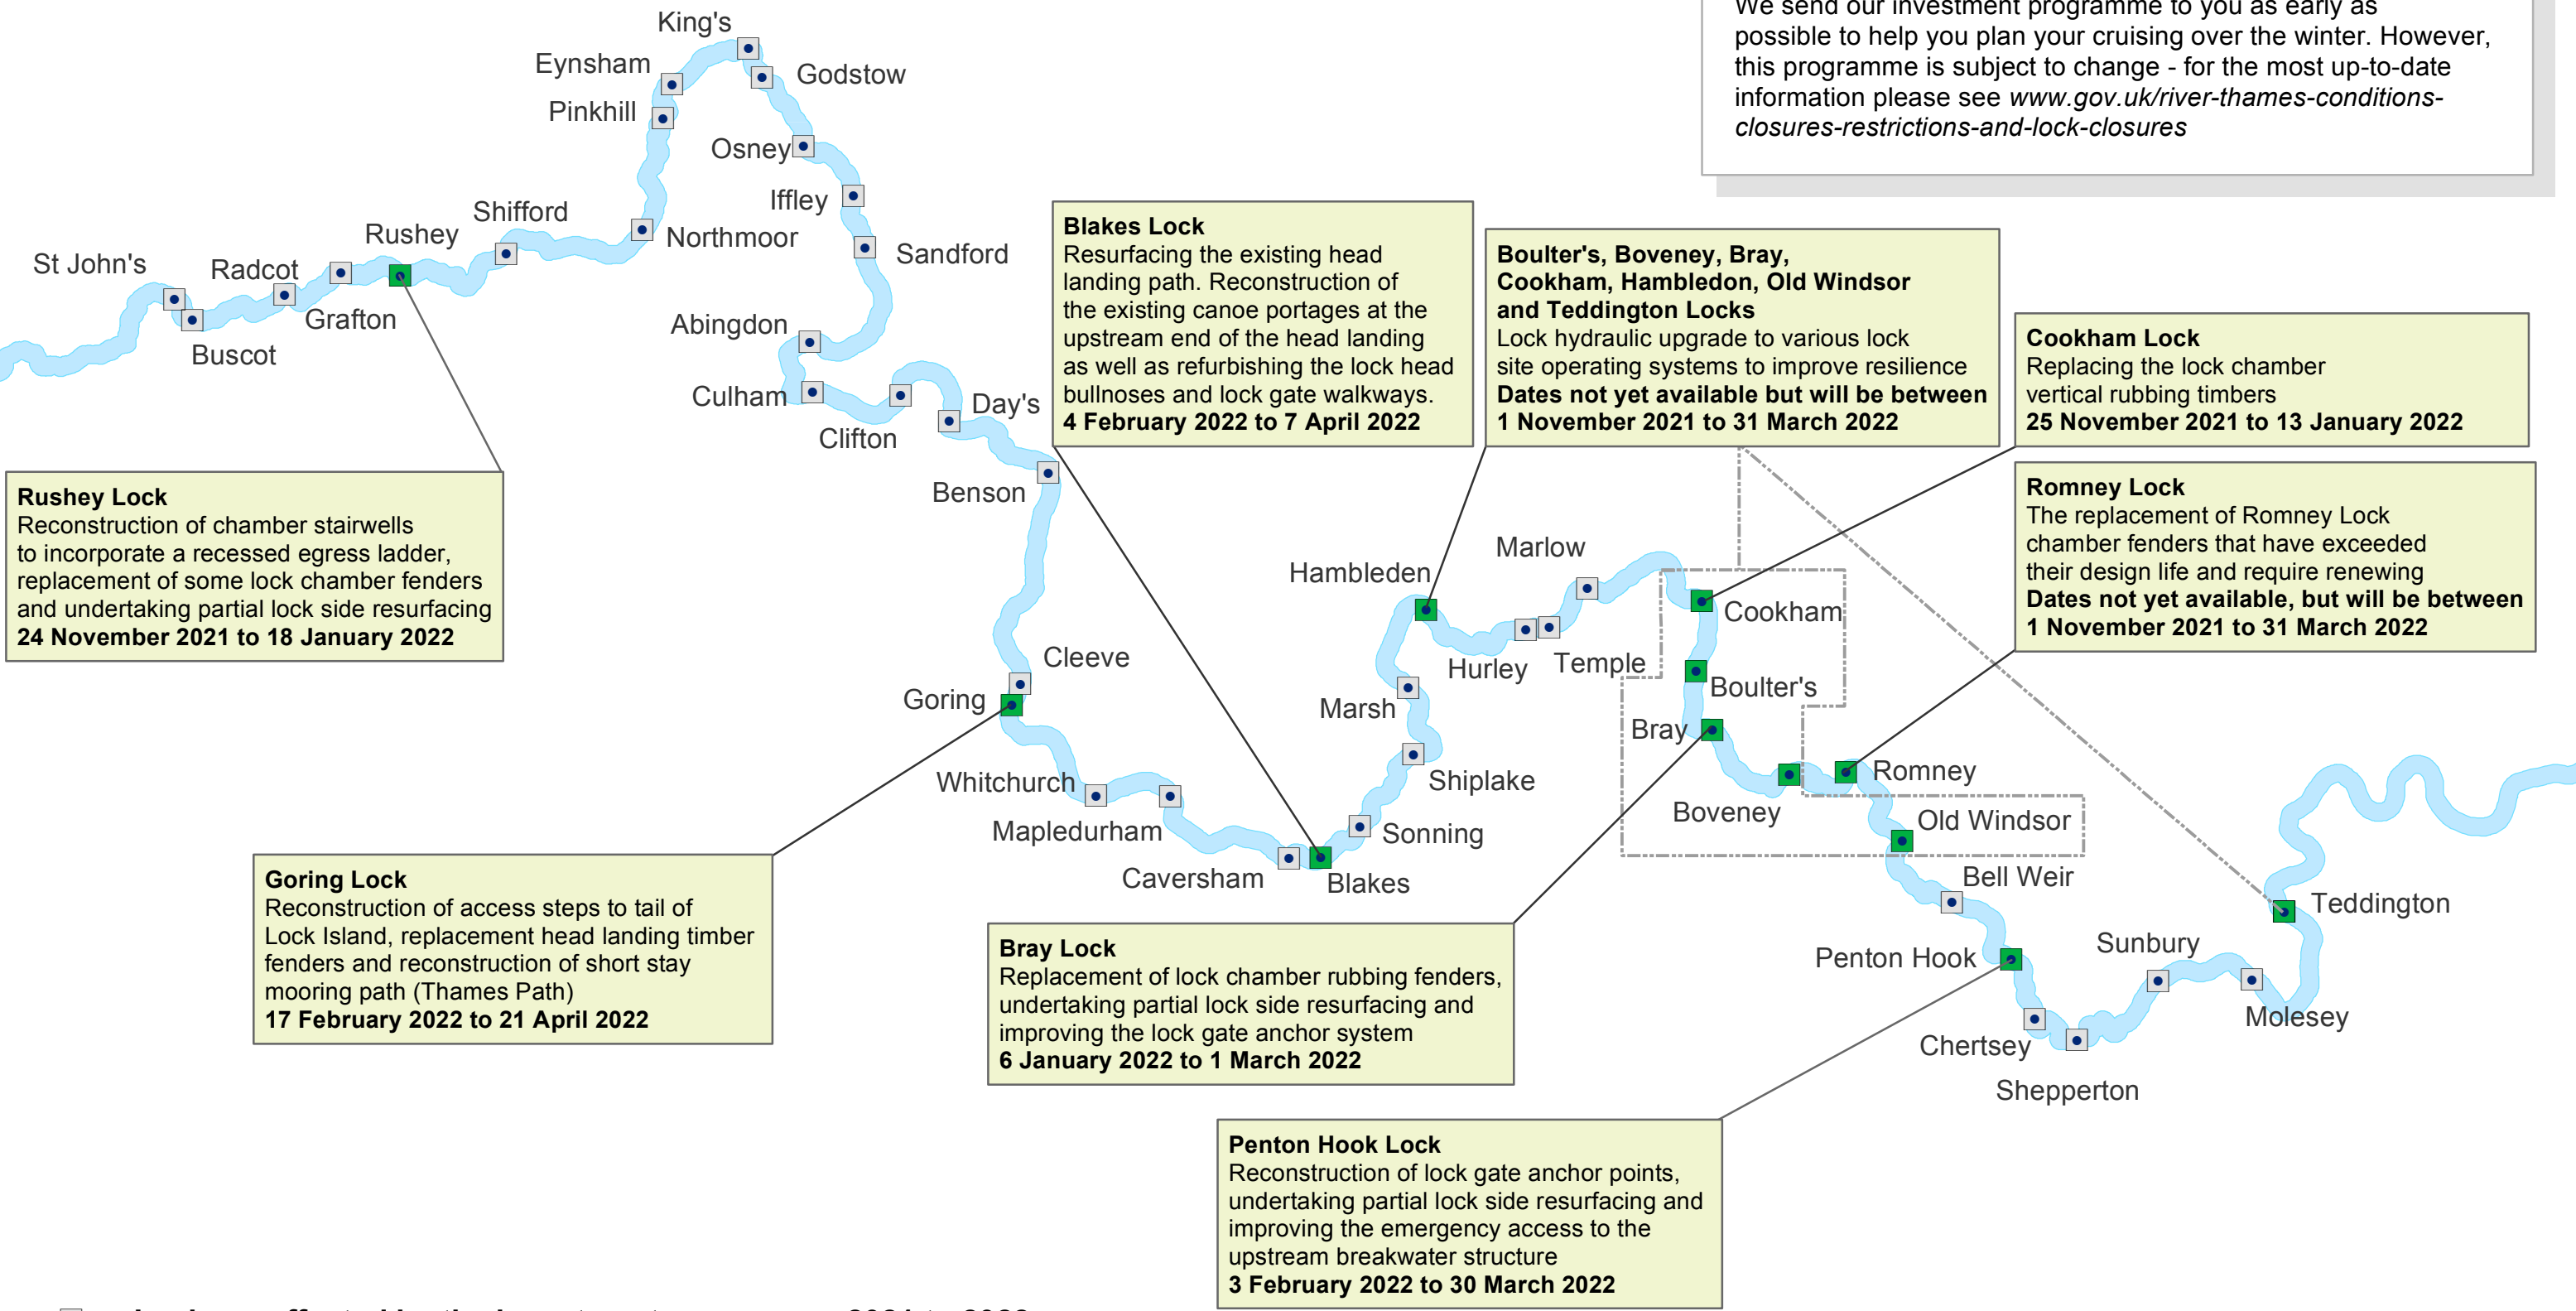 We send our investment programme to you as early as
possible to help you plan your cruising over the winter. However,
this programme is subject to change - for the most up-to-date
information please see www.gov.uk/river-thames-conditions-
closures-restrictions-and-lock-closures
King's
Eynsham
Godstow
Pinkhill
Osney
Iffley
Shifford
Rushey
Northmoor
Sandford
St John's
Radcot
Grafton
Buscot
Abingdon
Culham
Day's
Clifton
Benson
Blakes Lock
Resurfacing the existing head
landing path. Reconstruction of
the existing canoe portages at the
upstream end of the head landing
as well as refurbishing the lock head
bullnoses and lock gate walkways.
4 February 2022 to 7 April 2022
Boulter's, Boveney, Bray,
Cookham, Hambledon, Old Windsor
and Teddington Locks
Lock hydraulic upgrade to various lock
site operating systems to improve resilience
Dates not yet available but will be between
1 November 2021 to 31 March 2022
Cookham Lock
Replacing the lock chamber
vertical rubbing timbers
25 November 2021 to 13 January 2022
Romney Lock
The replacement of Romney Lock
chamber fenders that have exceeded
their design life and require renewing
Dates not yet available, but will be between
1 November 2021 to 31 March 2022
Rushey Lock
Reconstruction of chamber stairwells
to incorporate a recessed egress ladder,
replacement of some lock chamber fenders
and undertaking partial lock side resurfacing
24 November 2021 to 18 January 2022
Marlow
Hambleden
Cookham
Hurley
Temple
Cleeve
Goring
Boulter's
Marsh
Bray
Whitchurch
Shiplake
Romney
Mapledurham
Sonning
Boveney
Old Windsor
Caversham
Blakes
Bell Weir
Teddington
Goring Lock
Reconstruction of access steps to tail of
Lock Island, replacement head landing timber
fenders and reconstruction of short stay
mooring path (Thames Path)
17 February 2022 to 21 April 2022
Bray Lock
Replacement of lock chamber rubbing fenders,
undertaking partial lock side resurfacing and
improving the lock gate anchor system
6 January 2022 to 1 March 2022
Penton Hook
Sunbury
Molesey
Chertsey
Shepperton
Penton Hook Lock
Reconstruction of lock gate anchor points,
undertaking partial lock side resurfacing and
improving the emergency access to the
upstream breakwater structure
3 February 2022 to 30 March 2022